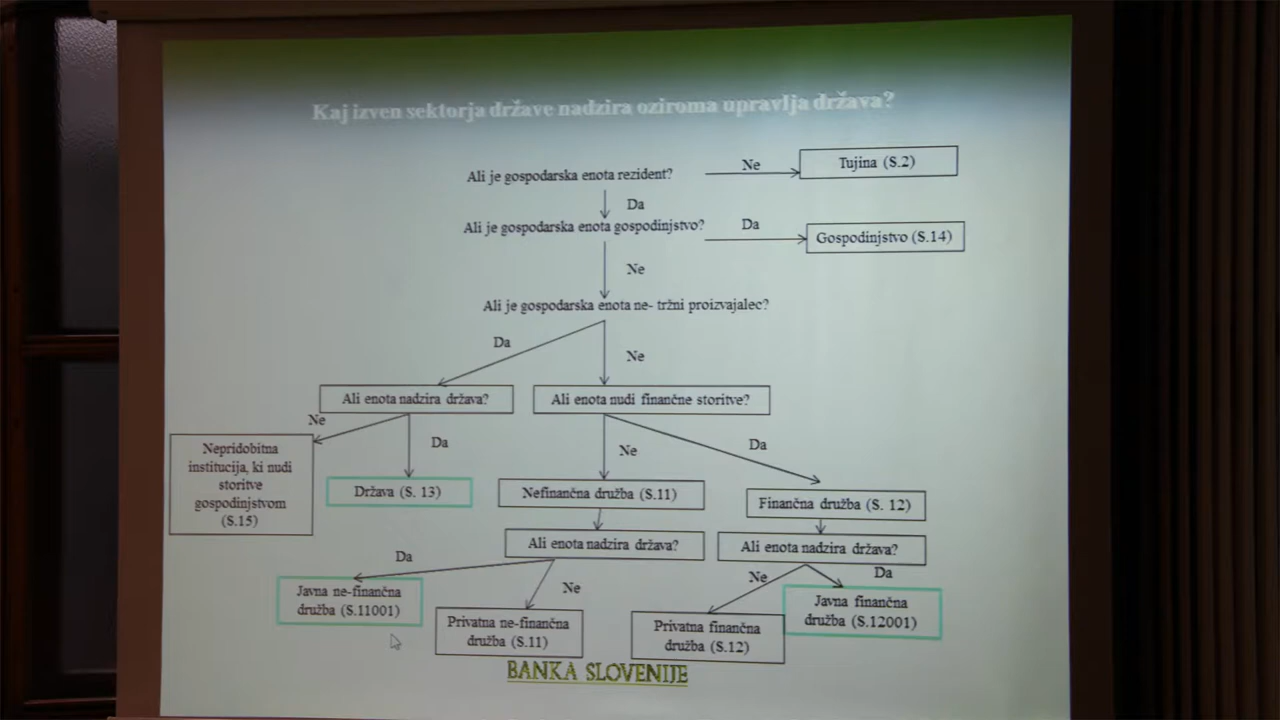 Kaj izven sektorja države nadzira oziroma upravlja država?
Ali je gospodarska enota rezident?
Ne
Tujina (S.2)
Da
Ali je gospodarska enota gospodinjstvo?
Da
Gospodinjstvo (S.14)
Ne
Ali je gospodarska enota ne- tržni proizvajalec?
Da
Ne
Ali enota nadzira država?
Ali enota nudi finančne storitve?
Ne
Da
Ne
Da
Nepridobitna
institucija, ki nudi
storitve
gospodinjstvom
(S.15)
Država (S. 13)
Nefinančna družba (S.11)
Finančna družba (S. 12)
Ali enota nadzira država?
Ali enota nadzira država?
Da
Ne
Ne
Da
Javna ne-finančna
družba (S.11001)
Privatna ne-finančna
družba (S.11)
Privatna finančna
družba (S.12)
Javna finančna
družba (S.12001)
BANKA SLOVENIJE